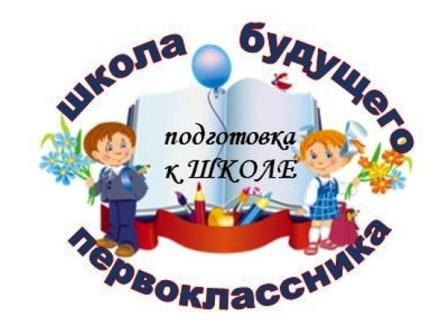 школа будущего
подготовка
к ШКОЛЕ
первоклассника